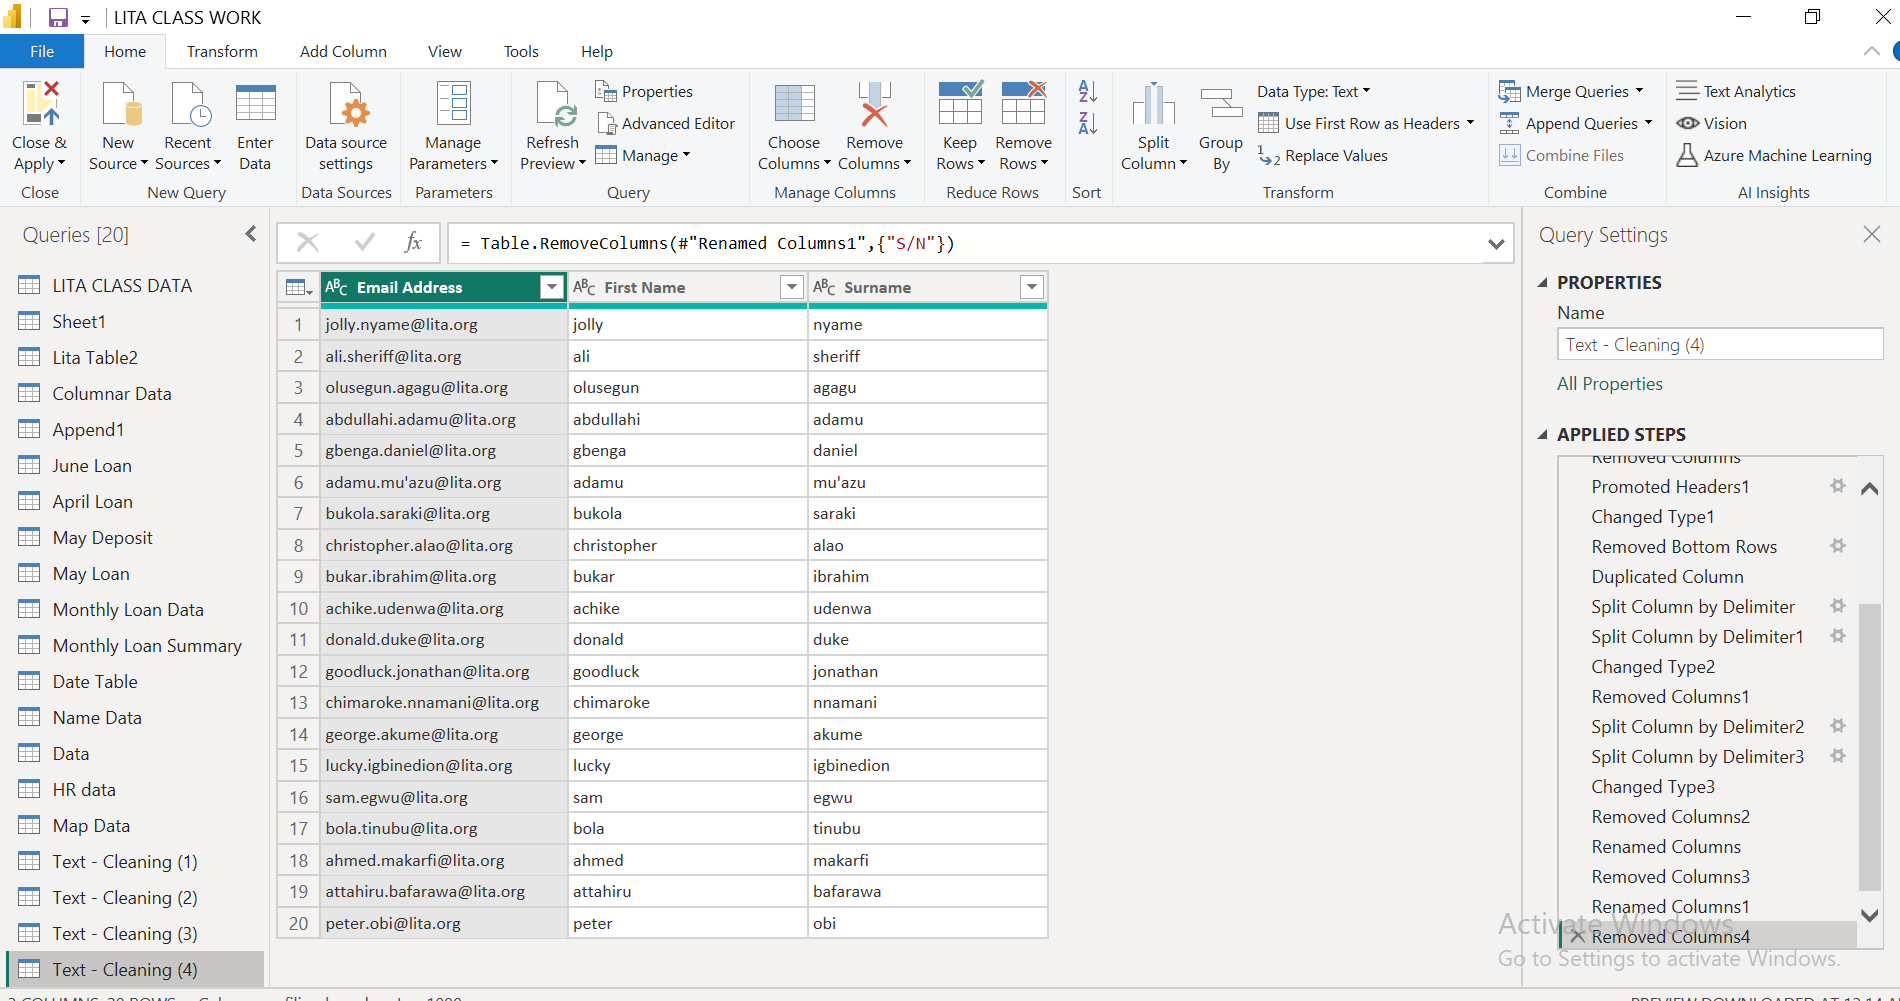 LITA CLASS WORK
File Home Transform Add Column View Tools Help
Close & Apply
New Source
Recent Sources
Enter Data
Data source settings
Manage Parameters
Refresh Preview
Properties
Advanced Editor
Manage
Choose Columns
Remove Columns
Keep Rows
Remove Rows
Split Column
Group By
Data Type: Text
Use First Row as Headers
Replace Values
Merge Queries
Append Queries
Combine Files
Text Analytics
Vision
Azure Machine Learning
Close New Query Data Sources Parameters Query Manage Columns Reduce Rows Sort Transform Combine AI Insights
Queries [20]
LITA CLASS DATA
Sheet1
Lita Table2
Columnar Data
Append1
June Loan
April Loan
May Deposit
May Loan
Monthly Loan Data
Monthly Loan Summary
Date Table
Name Data
Data
HR data
Map Data
Text - Cleaning (1)
Text - Cleaning (2)
Text - Cleaning (3)
Text - Cleaning (4)
fx = Table.RemoveColumns(#"Renamed Columns1",{"S/N"})
ABC Email Address ABC First Name ABC Surname
1 jolly.nyame@lita.org jolly nyame
2 ali.sheriff@lita.org ali sheriff
3 olusegun.agagu@lita.org olusegun agagu
4 abdullahi.adamu@lita.org abdullahi adamu
5 gbenga.daniel@lita.org gbenga daniel
6 adamu.mu'azu@lita.org adamu mu'azu
7 bukola.saraki@lita.org bukola saraki
8 christopher.alao@lita.org christopher alao
9 bukar.ibrahim@lita.org bukar ibrahim
10 achike.udenwa@lita.org achike udenwa
11 donald.duke@lita.org donald duke
12 goodluck.jonathan@lita.org goodluck jonathan
13 chimaroke.nnamani@lita.org chimaroke nnamani
14 george.akume@lita.org george akume
15 lucky.igbinedion@lita.org lucky igbinedion
16 sam.egwu@lita.org sam egwu
17 bola.tinubu@lita.org bola tinubu
18 ahmed.makarfi@lita.org ahmed makarfi
19 attahiru.bafarawa@lita.org attahiru bafarawa
20 peter.obi@lita.org peter obi
Query Settings
PROPERTIES
Name
Text - Cleaning (4)
All Properties
APPLIED STEPS
Removed Columns
Promoted Headers1
Changed Type1
Removed Bottom Rows
Duplicated Column
Split Column by Delimiter
Split Column by Delimiter1
Changed Type2
Removed Columns1
Split Column by Delimiter2
Split Column by Delimiter3
Changed Type3
Removed Columns2
Renamed Columns
Removed Columns3
Renamed Columns1
Removed Columns4
Activate Windows
Go to Settings to activate Windows.